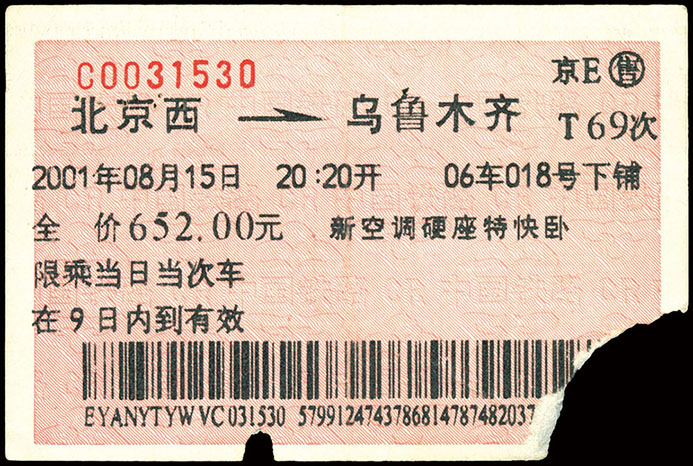 C0031530
京E 售
北京西 → 乌鲁木齐 T69次
2001年08月15日 20:20开 06车018号下铺
全 价652.00元 新空调硬座特快卧
限乘当日当次车
在9日内到有效
EYANYTYWVC031530 5799124743786814787482037